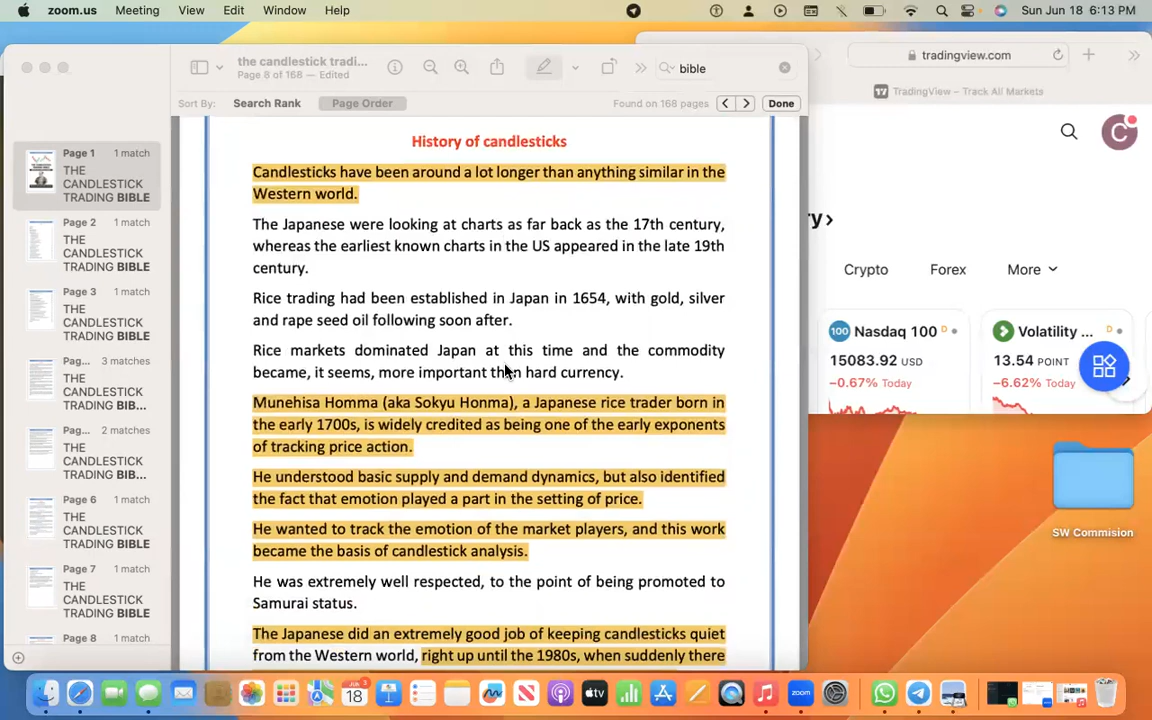 zoom.us Meeting View Edit Window Help Sun Jun 18 6:13 PM
the candlestick tradi...
Page 8 of 168 — Edited
bible
Sort By: Search Rank Page Order Found on 168 pages Done
Page 1 1 match
THE
CANDLESTICK
TRADING BIBLE
Page 2 1 match
THE
CANDLESTICK
TRADING BIBLE
Page 3 1 match
THE
CANDLESTICK
TRADING BIBLE
Pag... 3 matches
THE
CANDLESTICK
TRADING
BIB...
Pag... 2 matches
THE
CANDLESTICK
TRADING
BIB...
Page 6 1 match
THE
CANDLESTICK
TRADING BIBLE
Page 7 1 match
THE
CANDLESTICK
TRADING BIBLE
Page 8 1 match
History of candlesticks
Candlesticks have been around a lot longer than anything similar in the
Western world.
The Japanese were looking at charts as far back as the 17th century,
whereas the earliest known charts in the US appeared in the late 19th
century.
Rice trading had been established in Japan in 1654, with gold, silver
and rape seed oil following soon after.
Rice markets dominated Japan at this time and the commodity
became, it seems, more important than hard currency.
Munehisa Homma (aka Sokyu Honma), a Japanese rice trader born in
the early 1700s, is widely credited as being one of the early exponents
of tracking price action.
He understood basic supply and demand dynamics, but also identified
the fact that emotion played a part in the setting of price.
He wanted to track the emotion of the market players, and this work
became the basis of candlestick analysis.
He was extremely well respected, to the point of being promoted to
Samurai status.
The Japanese did an extremely good job of keeping candlesticks quiet
from the Western world, right up until the 1980s, when suddenly there
tradingview.com
17 TradingView – Track All Markets
C
ry›
Crypto Forex More
100 Nasdaq 100 D
15083.92 USD
−0.67% Today
Volatility ... D
13.54 POINT
−6.62% Today
SW Commision
18
zoom